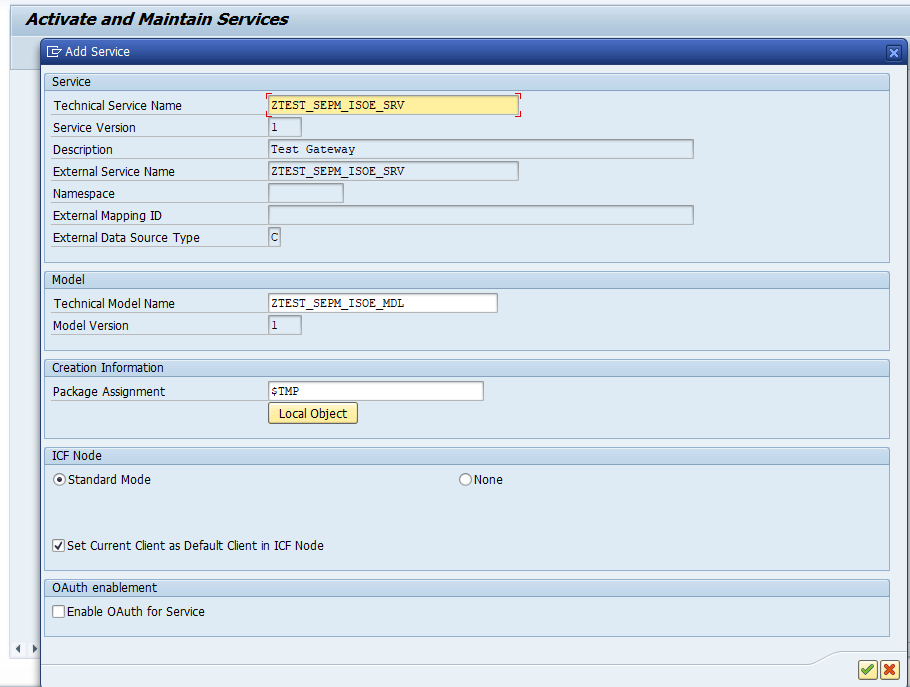 Activate and Maintain Services
Add Service
Service
Technical Service Name ZTEST_SEPM_ISOE_SRV
Service Version 1
Description Test Gateway
External Service Name ZTEST_SEPM_ISOE_SRV
Namespace
External Mapping ID
External Data Source Type C
Model
Technical Model Name ZTEST_SEPM_ISOE_MDL
Model Version 1
Creation Information
Package Assignment $TMP
Local Object
ICF Node
Standard Mode None
Set Current Client as Default Client in ICF Node
OAuth enablement
Enable OAuth for Service